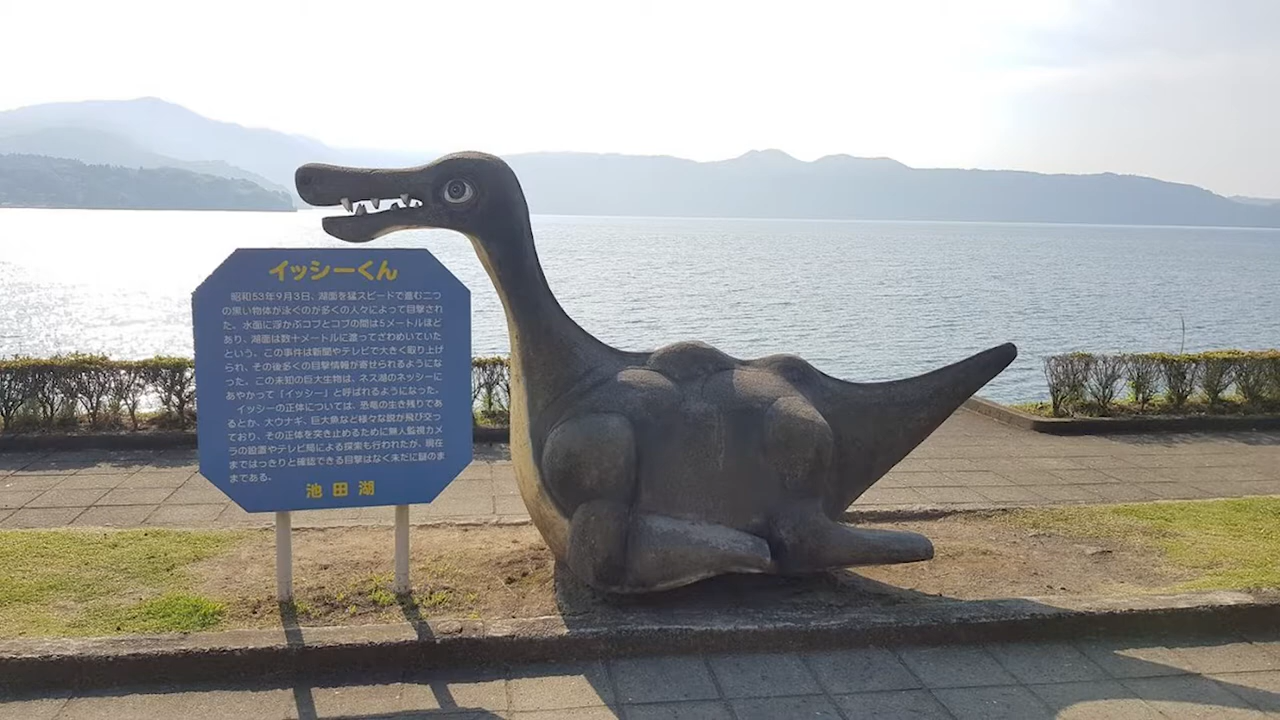 イッシーくん
昭和53年9月3日、湖面を猛スピードで進む二つ
の黒い物体が泳ぐのが多くの人々によって目撃され
た。水面に浮かぶコブとコブの間は5メートルほど
あり、湖面は数十メートルに渡ってざわめいていた
という。この事件は新聞やテレビで大きく取り上げ
られ、その後多くの目撃情報が寄せられるようにな
った。この未知の巨大生物は、ネス湖のネッシーに
あやかって「イッシー」と呼ばれるようになった。
イッシーの正体については、恐竜の生き残りであ
るとか、大ウナギ、巨大魚など様々な説が飛び交っ
ており、その正体を突き止めるために無人監視カメ
ラの設置やテレビ局による探索も行われたが、現在
まではっきりと確認できる目撃はなく未だに謎のま
まである。
池田湖